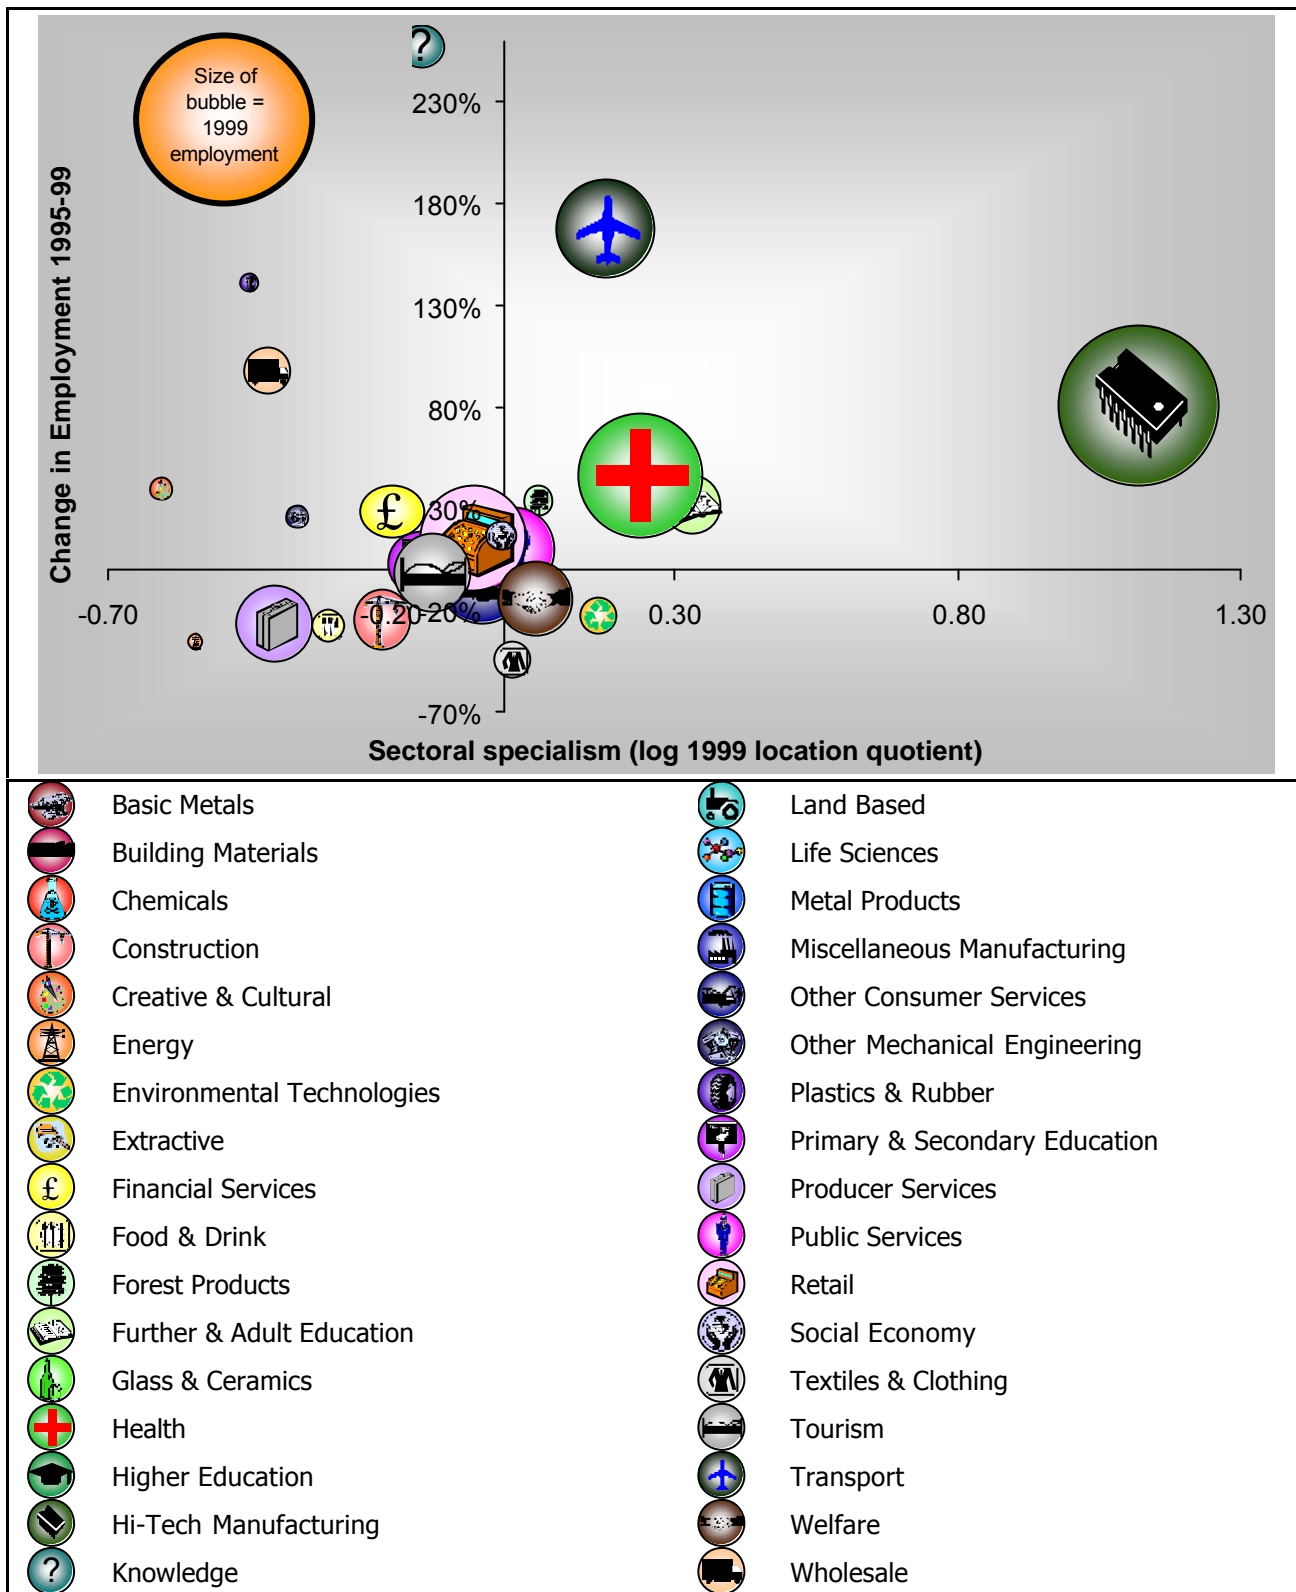 ?
Size of
bubble =
1999
employment
Change in Employment 1995-99
230%
180%
130%
80%
30%
-20%
-70%
£
-0.70
-0.20
0.30
0.80
1.30
Sectoral specialism (log 1999 location quotient)
Basic Metals
Building Materials
Chemicals
Construction
Creative & Cultural
Energy
Environmental Technologies
Extractive
£ Financial Services
Food & Drink
Forest Products
Further & Adult Education
Glass & Ceramics
Health
Higher Education
Hi-Tech Manufacturing
? Knowledge
Land Based
Life Sciences
Metal Products
Miscellaneous Manufacturing
Other Consumer Services
Other Mechanical Engineering
Plastics & Rubber
Primary & Secondary Education
Producer Services
Public Services
Retail
Social Economy
Textiles & Clothing
Tourism
Transport
Welfare
Wholesale